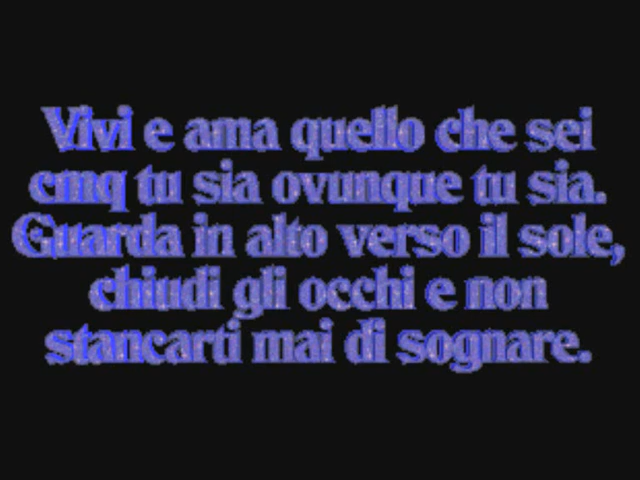 Vivi e ama quello che sei
cmq tu sia ovunque tu sia.
Guarda in alto verso il sole,
chiudi gli occhi e non
stancarti mai di sognare.